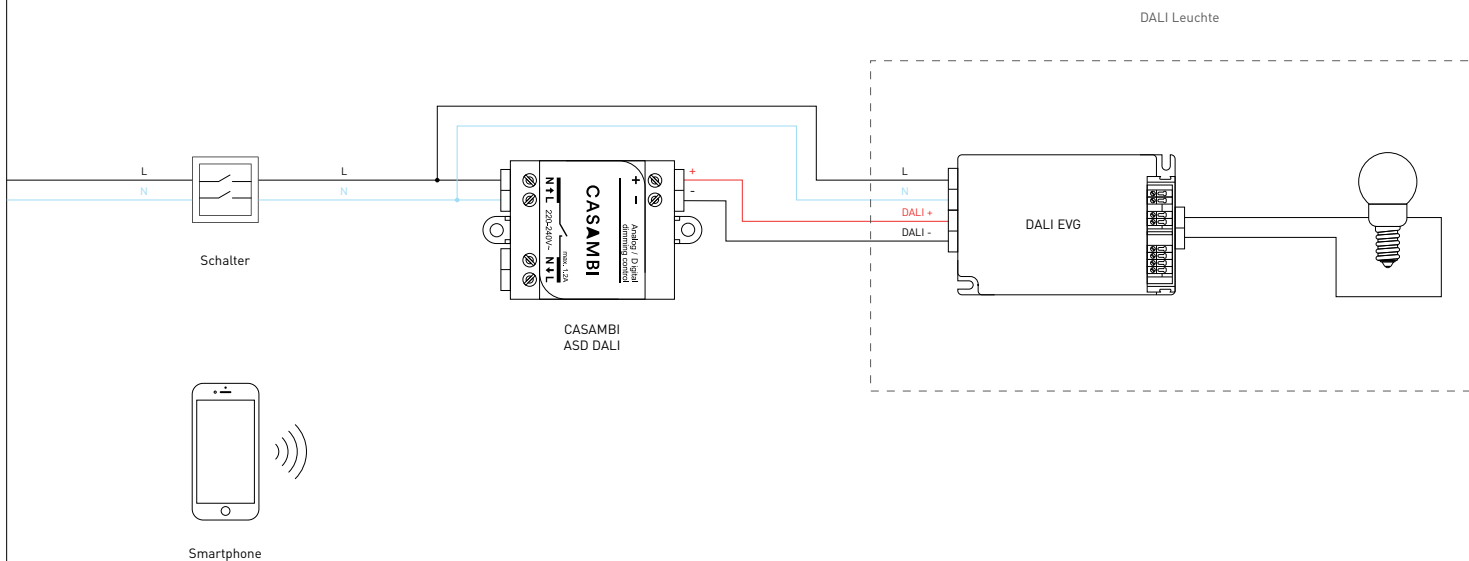 DALI Leuchte
L
N
L
N
Schalter
N↑L
220-240V~
max. 1.2A
N↓L
CASAMBI
Analog / Digital
dimming control
+
-
+
-
CASAMBI
ASD DALI
L
N
DALI +
DALI -
DALI EVG
Smartphone